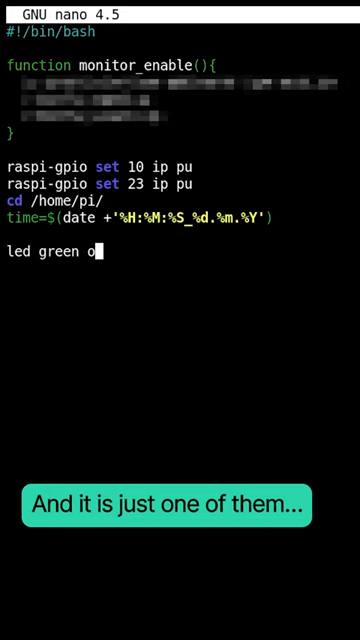 GNU nano 4.5
#!/bin/bash
function monitor_enable(){
}
raspi-gpio set 10 ip pu
raspi-gpio set 23 ip pu
cd /home/pi/
time=$(date +'%H:%M:%S_%d.%m.%Y')
led green o
And it is just one of them...